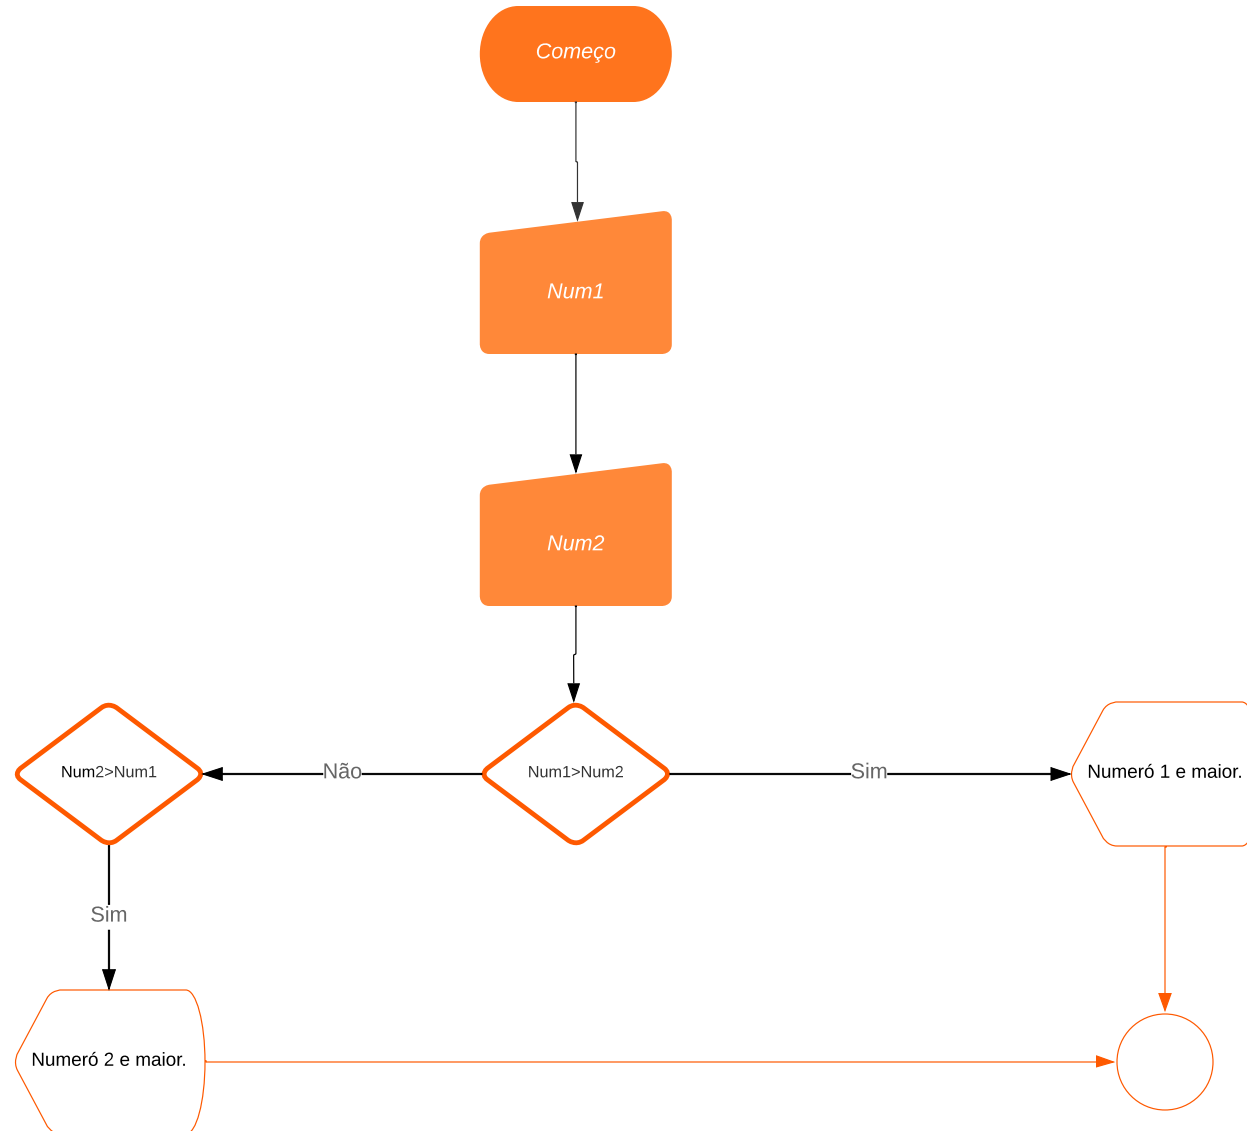 Começo
Num1
Num2
Num2>Num1
Não
Num1>Num2
Sim
Numeró 1 e maior.
Sim
Numeró 2 e maior.